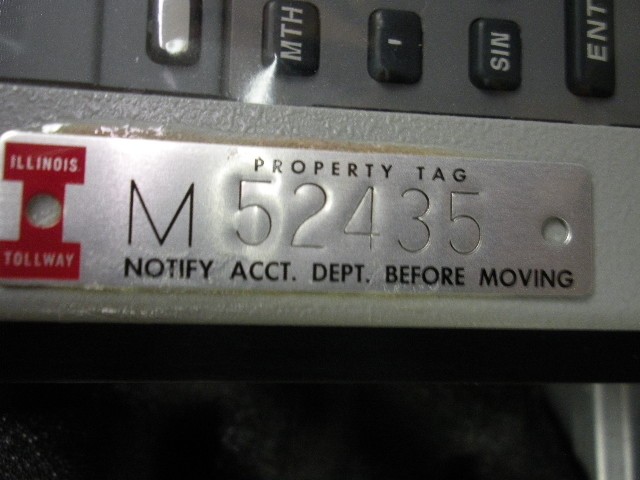 MTH
I
SIN
ENT
ILLINOIS
TOLLWAY
PROPERTY TAG
M 52435
NOTIFY ACCT. DEPT. BEFORE MOVING